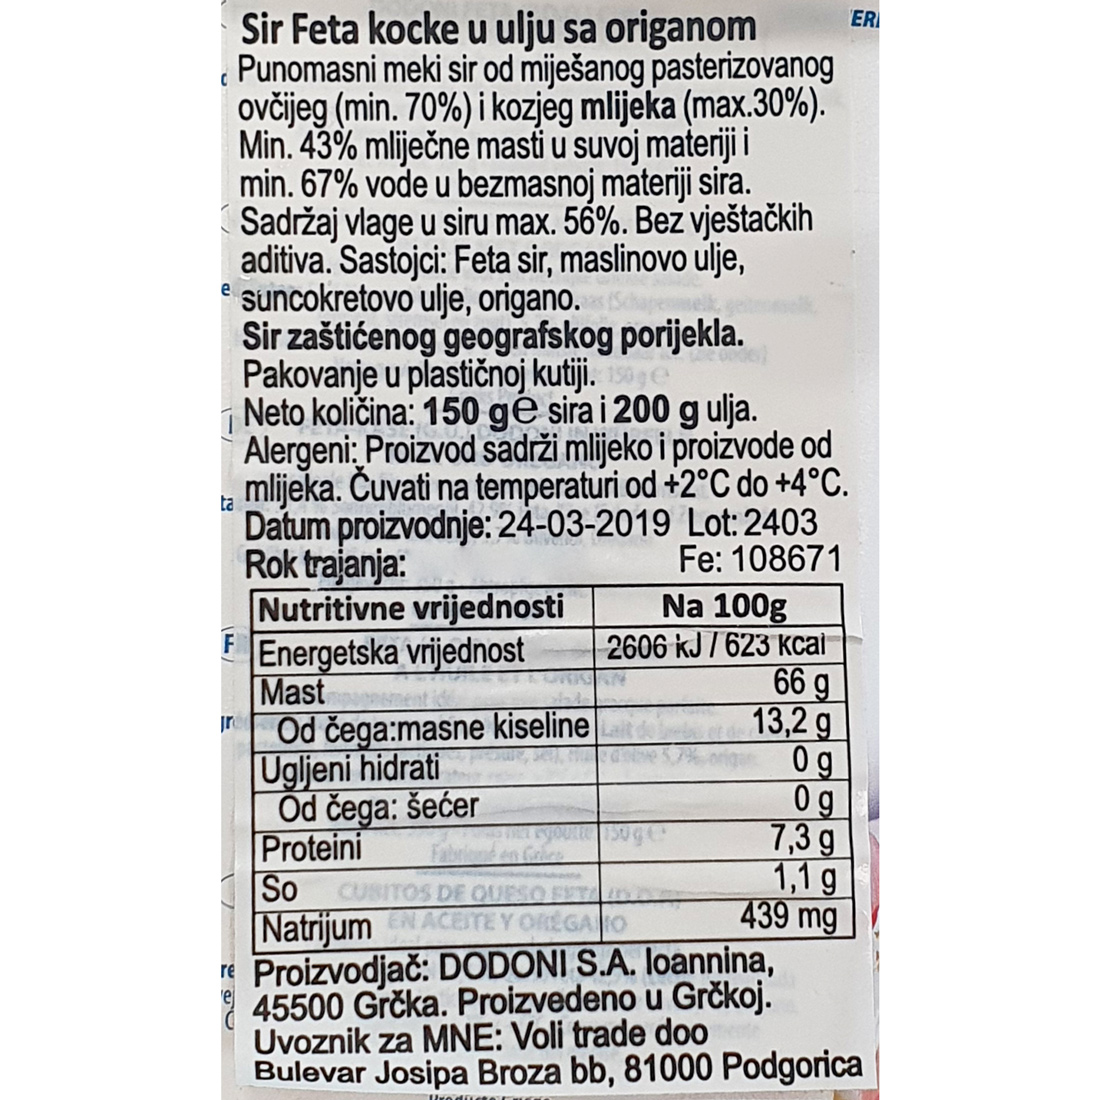 Sir Feta kocke u ulju sa origanom
Punomasni meki sir od miješanog pasterizovanog
ovčijeg (min. 70%) i kozjeg mlijeka (max.30%).
Min. 43% mliječne masti u suvoj materiji i
min. 67% vode u bezmasnoj materiji sira.
Sadržaj vlage u siru max. 56%. Bez vještačkih
aditiva. Sastojci: Feta sir, maslinovo ulje,
suncokretovo ulje, origano.
Sir zaštićenog geografskog porijekla.
Pakovanje u plastičnoj kutiji.
Neto količina: 150 g℮ sira i 200 g ulja.
Alergeni: Proizvod sadrži mlijeko i proizvode od
mlijeka. Čuvati na temperaturi od +2°C do +4°C.
Datum proizvodnje: 24-03-2019 Lot: 2403
Rok trajanja: Fe: 108671
Nutritivne vrijednosti Na 100g
Energetska vrijednost 2606 kJ / 623 kcal
Mast 66 g
Od čega:masne kiseline 13,2 g
Ugljeni hidrati 0 g
Od čega: šećer 0 g
Proteini 7,3 g
So 1,1 g
Natrijum 439 mg
Proizvodjač: DODONI S.A. Ioannina,
45500 Grčka. Proizvedeno u Grčkoj.
Uvoznik za MNE: Voli trade doo
Bulevar Josipa Broza bb, 81000 Podgorica